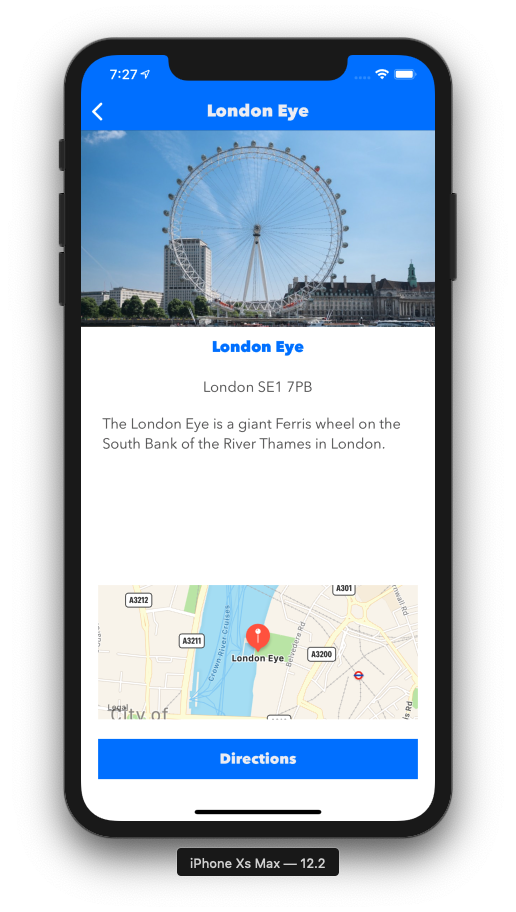 7:27
London Eye
London Eye
London SE1 7PB
The London Eye is a giant Ferris wheel on the
South Bank of the River Thames in London.
A301
A3212
Crown River Cruises
A3211
Belvedere Rd
A3200
London Eye
Legal
City of
Directions
iPhone Xs Max — 12.2